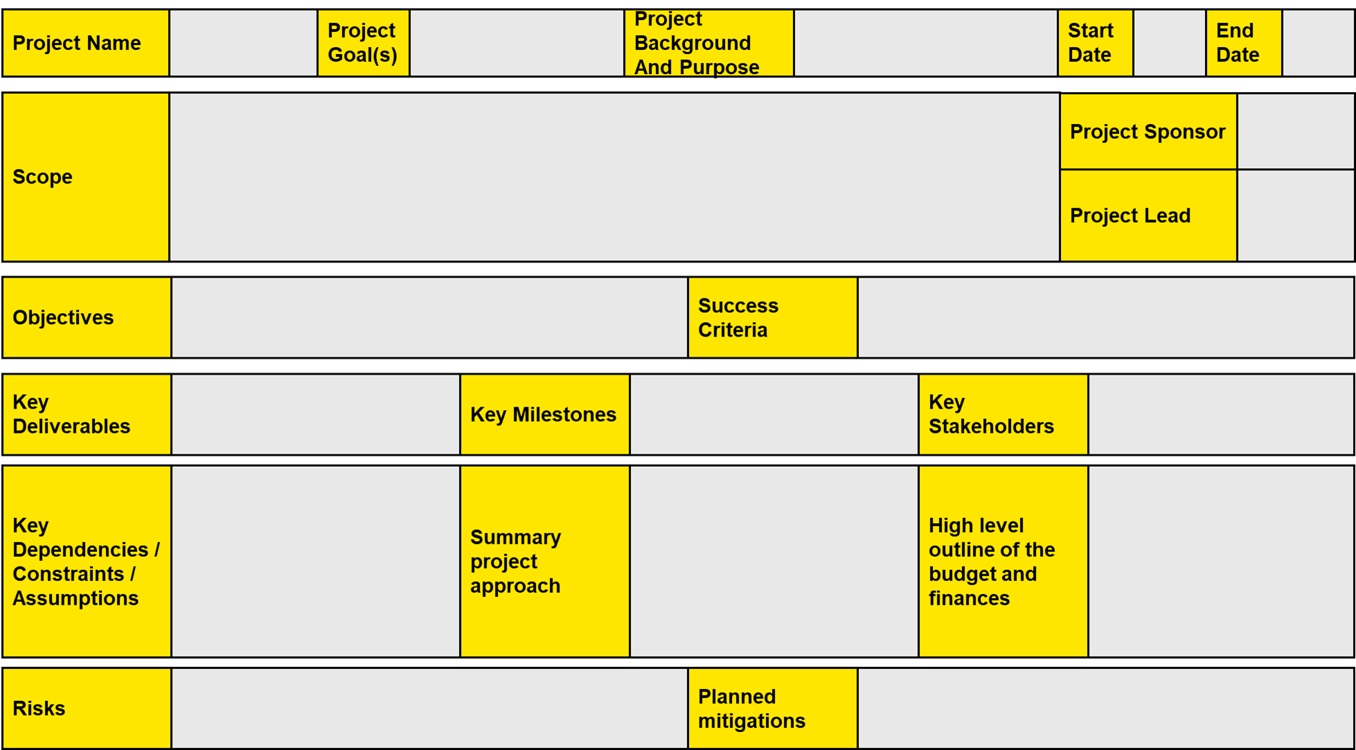 Project Name
Project
Goal(s)
Project
Background
And Purpose
Start
Date
End
Date
Scope
Project Sponsor
Project Lead
Objectives
Success
Criteria
Key
Deliverables
Key Milestones
Key
Stakeholders
Key
Dependencies /
Constraints /
Assumptions
Summary
project
approach
High level
outline of the
budget and
finances
Risks
Planned
mitigations